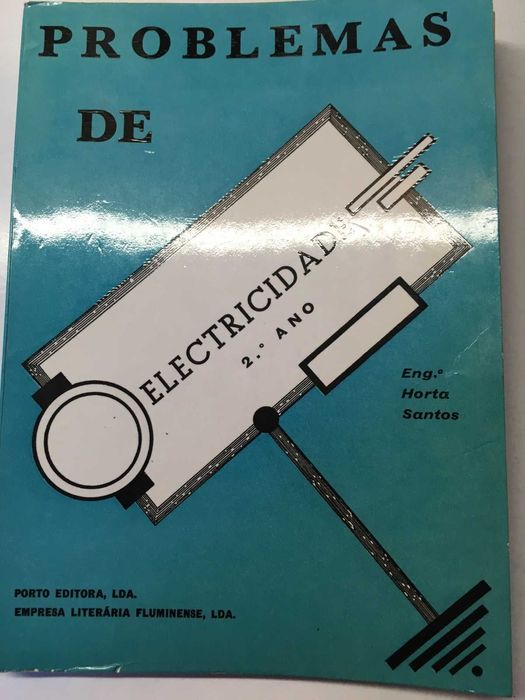 PROBLEMAS
DE
ELECTRICIDADE
2.º ANO
Eng.º
Horta
Santos
PORTO EDITORA, LDA.
EMPRESA LITERÁRIA FLUMINENSE, LDA.